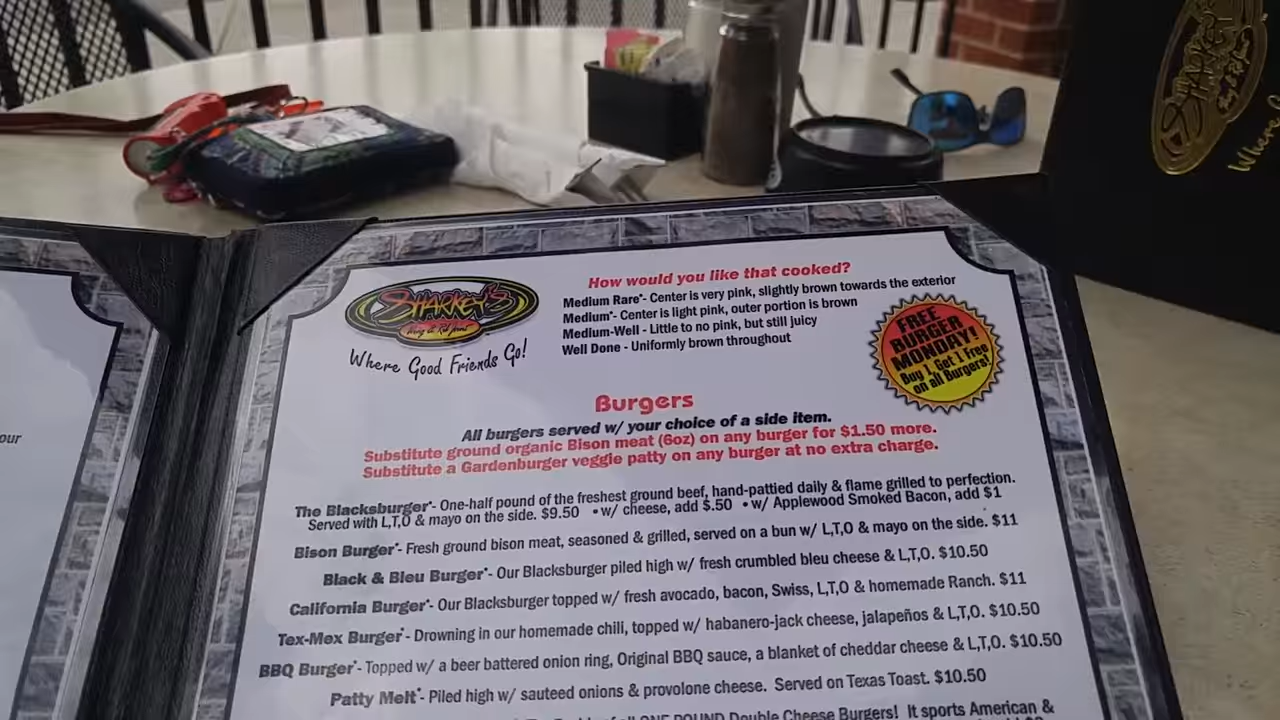 our
SHARKEY'S
Wing & Rib Joint
Where Good Friends Go!
How would you like that cooked?
Medium Rare*- Center is very pink, slightly brown towards the exterior
Medium*- Center is light pink, outer portion is brown
Medium-Well - Little to no pink, but still juicy
Well Done - Uniformly brown throughout
FREE
BURGER
MONDAY!
Buy 1, Get 1 Free
on all Burgers!
Burgers
All burgers served w/ your choice of a side item.
Substitute ground organic Bison meat (6oz) on any burger for $1.50 more.
Substitute a Gardenburger veggie patty on any burger at no extra charge.
The Blacksburger*- One-half pound of the freshest ground beef, hand-pattied daily & flame grilled to perfection.
Served with L,T,O & mayo on the side. $9.50 • w/ cheese, add $.50 • w/ Applewood Smoked Bacon, add $1
Bison Burger*- Fresh ground bison meat, seasoned & grilled, served on a bun w/ L,T,O & mayo on the side. $11
Black & Bleu Burger*- Our Blacksburger piled high w/ fresh crumbled bleu cheese & L,T,O. $10.50
California Burger*- Our Blacksburger topped w/ fresh avocado, bacon, Swiss, L,T,O & homemade Ranch. $11
Tex-Mex Burger*- Drowning in our homemade chili, topped w/ habanero-jack cheese, jalapeños & L,T,O. $10.50
BBQ Burger*- Topped w/ a beer battered onion ring, Original BBQ sauce, a blanket of cheddar cheese & L,T,O. $10.50
Patty Melt*- Piled high w/ sauteed onions & provolone cheese. Served on Texas Toast. $10.50
all ONE POUND Double Cheese Burgers! It sports American &
SHARKEY'S
Where